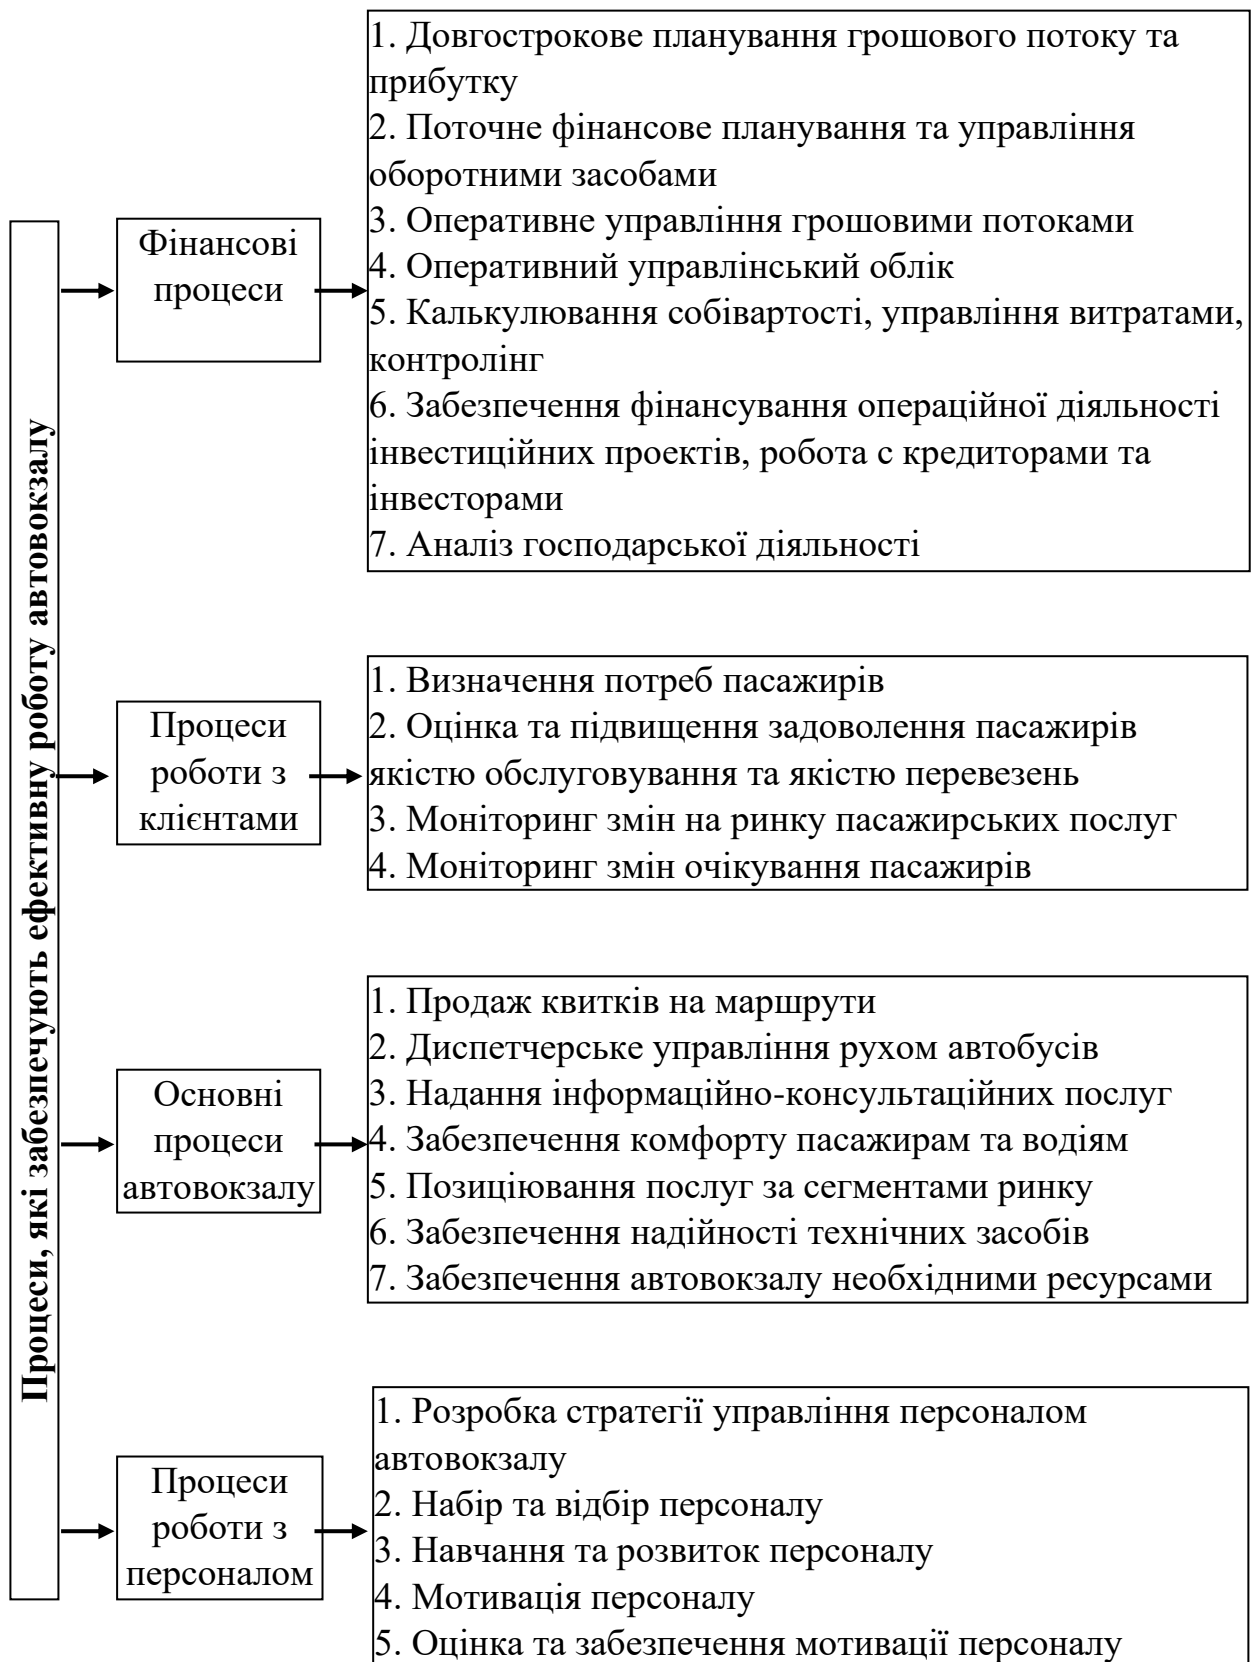 Процеси, які забезпечують ефективну роботу автовокзалу
Фінансові
процеси
1. Довгострокове планування грошового потоку та
прибутку
2. Поточне фінансове планування та управління
оборотними засобами
3. Оперативне управління грошовими потоками
4. Оперативний управлінський облік
5. Калькулювання собівартості, управління витратами,
контролінг
6. Забезпечення фінансування операційної діяльності
інвестиційних проектів, робота с кредиторами та
інвесторами
7. Аналіз господарської діяльності
Процеси
роботи з
клієнтами
1. Визначення потреб пасажирів
2. Оцінка та підвищення задоволення пасажирів
якістю обслуговування та якістю перевезень
3. Моніторинг змін на ринку пасажирських послуг
4. Моніторинг змін очікування пасажирів
Основні
процеси
автовокзалу
1. Продаж квитків на маршрути
2. Диспетчерське управління рухом автобусів
3. Надання інформаційно-консультаційних послуг
4. Забезпечення комфорту пасажирам та водіям
5. Позиціювання послуг за сегментами ринку
6. Забезпечення надійності технічних засобів
7. Забезпечення автовокзалу необхідними ресурсами
Процеси
роботи з
персоналом
1. Розробка стратегії управління персоналом
автовокзалу
2. Набір та відбір персоналу
3. Навчання та розвиток персоналу
4. Мотивація персоналу
5. Оцінка та забезпечення мотивації персоналу